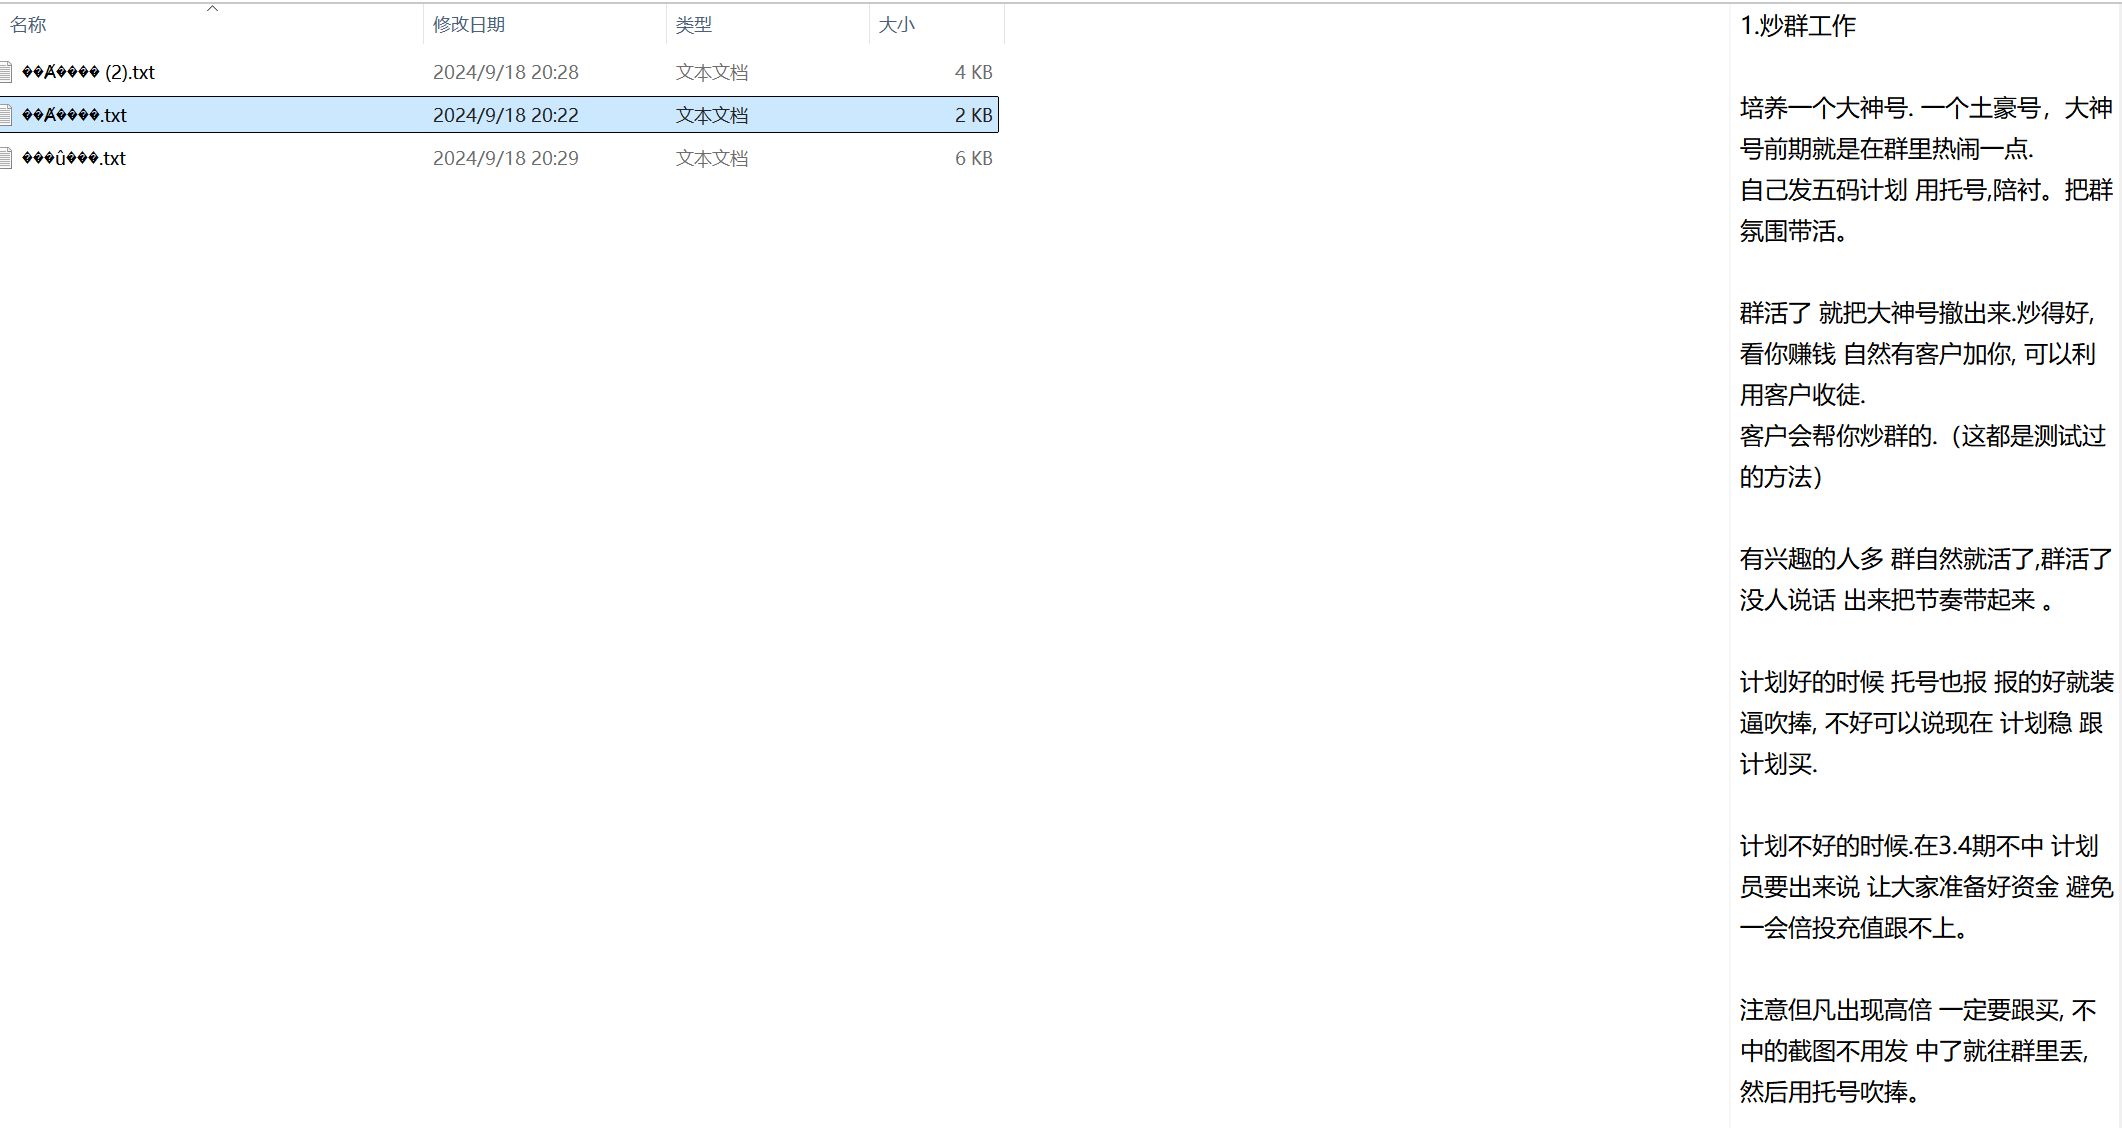 名称 修改日期 类型 大小
��Ⱥ���� (2).txt 2024/9/18 20:28 文本文档 4 KB
��Ⱥ����.txt 2024/9/18 20:22 文本文档 2 KB
���û���.txt 2024/9/18 20:29 文本文档 6 KB
1.炒群工作
培养一个大神号. 一个土豪号，大神
号前期就是在群里热闹一点.
自己发五码计划 用托号,陪衬。把群
氛围带活。
群活了 就把大神号撤出来.炒得好,
看你赚钱 自然有客户加你, 可以利
用客户收徒.
客户会帮你炒群的.（这都是测试过
的方法）
有兴趣的人多 群自然就活了,群活了
没人说话 出来把节奏带起来 。
计划好的时候 托号也报 报的好就装
逼吹捧, 不好可以说现在 计划稳 跟
计划买.
计划不好的时候.在3.4期不中 计划
员要出来说 让大家准备好资金 避免
一会倍投充值跟不上。
注意但凡出现高倍 一定要跟买, 不
中的截图不用发 中了就往群里丢,
然后用托号吹捧。